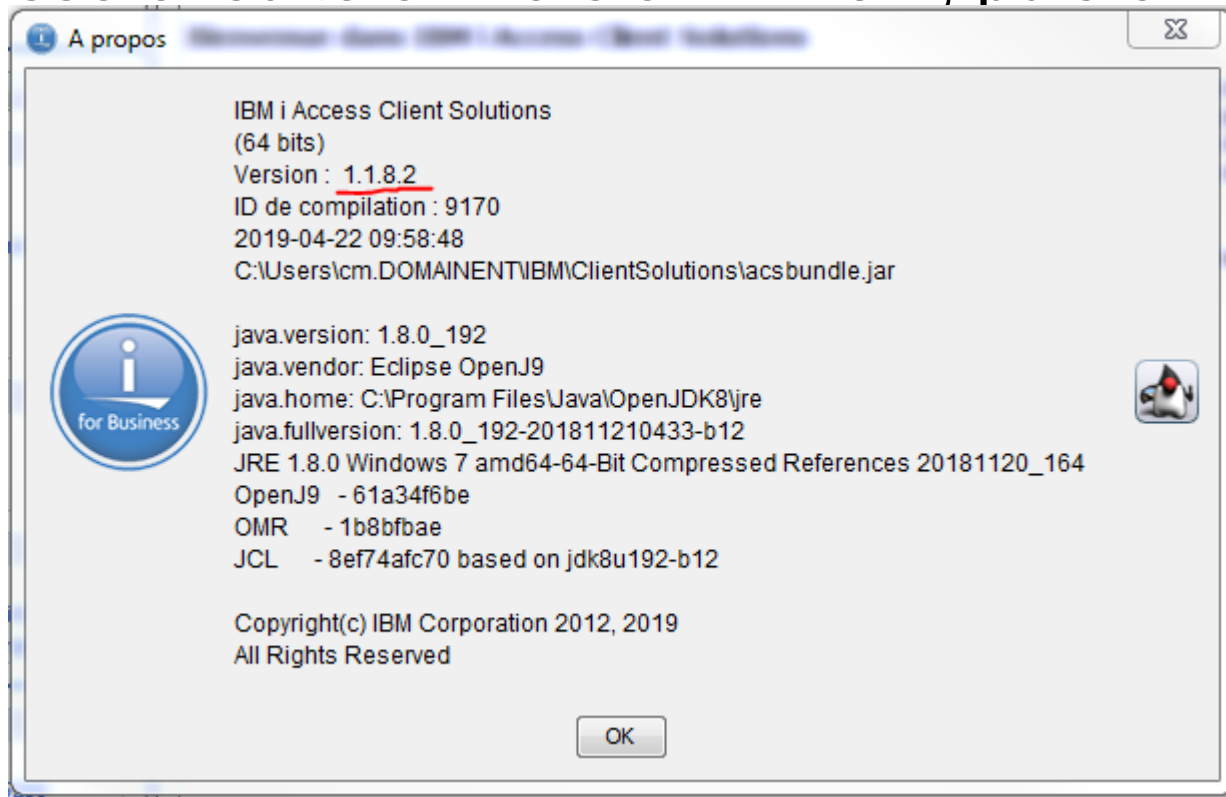 A propos
IBM i Access Client Solutions
(64 bits)
Version : 1.1.8.2
ID de compilation : 9170
2019-04-22 09:58:48
C:\Users\cm.DOMAINENT\IBM\ClientSolutions\acsbundle.jar
java.version: 1.8.0_192
java.vendor: Eclipse OpenJ9
java.home: C:\Program Files\Java\OpenJDK8\jre
java.fullversion: 1.8.0_192-201811210433-b12
JRE 1.8.0 Windows 7 amd64-64-Bit Compressed References 20181120_164
OpenJ9 - 61a34f6be
OMR - 1b8bfbae
JCL - 8ef74afc70 based on jdk8u192-b12
Copyright(c) IBM Corporation 2012, 2019
All Rights Reserved
i
for Business
OK